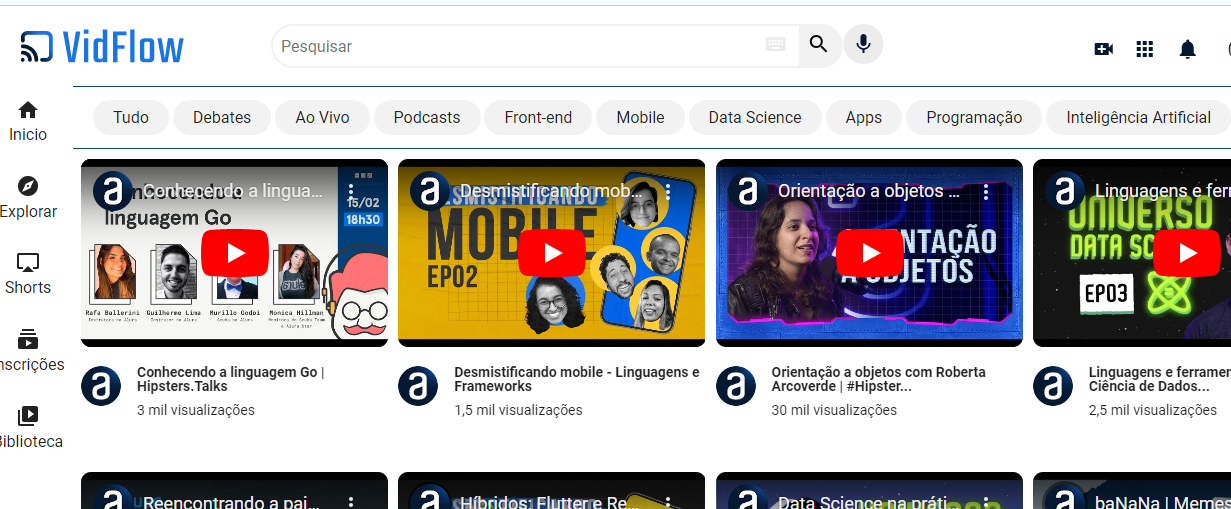 VidFlow
Pesquisar
Inicio
Explorar
Shorts
nscrições
Biblioteca
Tudo
Debates
Ao Vivo
Podcasts
Front-end
Mobile
Data Science
Apps
Programação
Inteligência Artificial
Conhecendo a lingua...
linguagem Go
15/02
18h30
Rafa Ballerini
Guilherme Lima
Murillo Godoi
Monica Hillman
Desmistificando mob...
DESMISTIFICANDO
MOBILE
EP02
Orientação a objetos ...
ORIENTAÇÃO
A OBJETOS
Linguagens e ferr
UNIVERSO
DATA SC
EP03
Conhecendo a linguagem Go |
Hipsters.Talks
3 mil visualizações
Desmistificando mobile - Linguagens e
Frameworks
1,5 mil visualizações
Orientação a objetos com Roberta
Arcoverde | #Hipster...
30 mil visualizações
Linguagens e ferramen
Ciência de Dados...
2,5 mil visualizações
Reencontrando a pai...
Híbridos: Flutter e Re...
Data Science na práti...
baNaNa | Memes